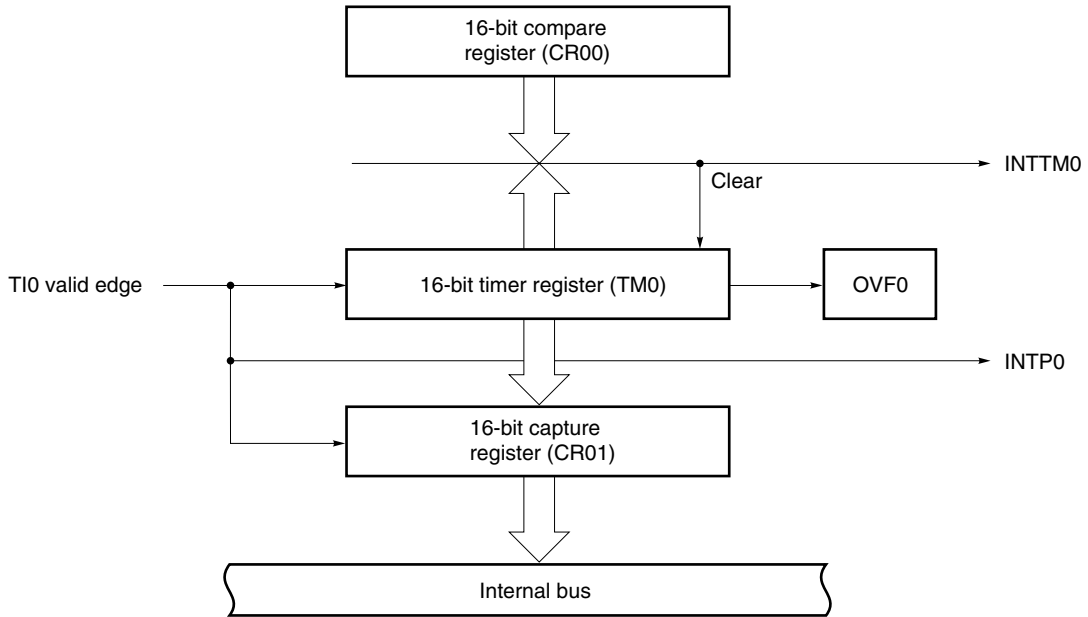 16-bit compare
register (CR00)
INTTM0
Clear
TI0 valid edge
16-bit timer register (TM0)
OVF0
INTP0
16-bit capture
register (CR01)
Internal bus